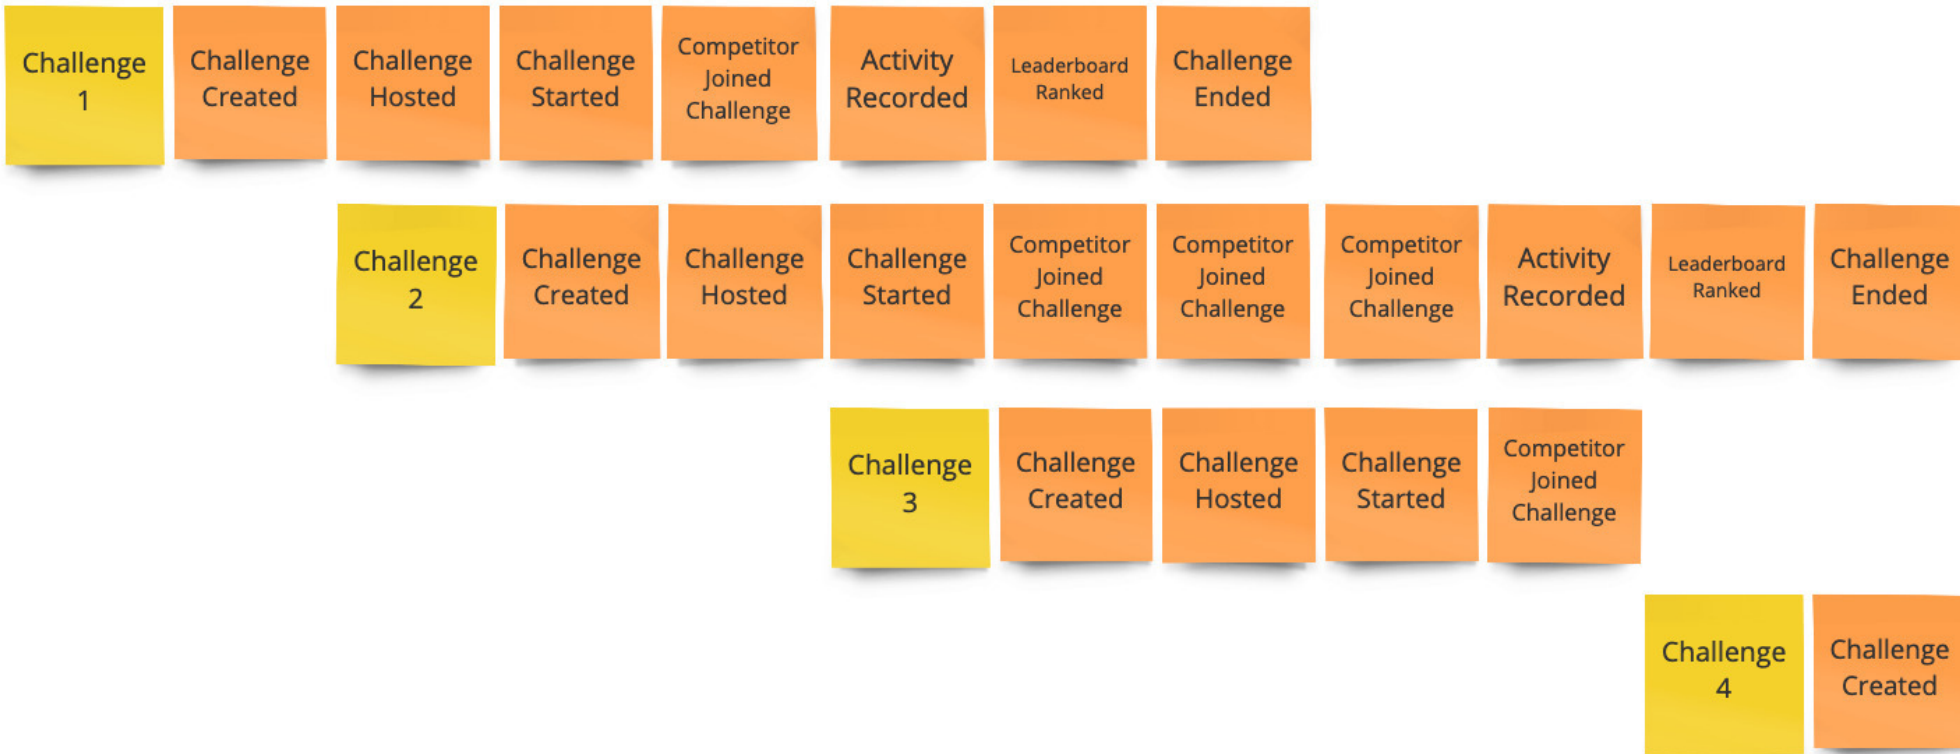 Challenge
1
Challenge
Created
Challenge
Hosted
Challenge
Started
Competitor
Joined
Challenge
Activity
Recorded
Leaderboard
Ranked
Challenge
Ended
Challenge
2
Challenge
Created
Challenge
Hosted
Challenge
Started
Competitor
Joined
Challenge
Competitor
Joined
Challenge
Competitor
Joined
Challenge
Activity
Recorded
Leaderboard
Ranked
Challenge
Ended
Challenge
3
Challenge
Created
Challenge
Hosted
Challenge
Started
Competitor
Joined
Challenge
Challenge
4
Challenge
Created